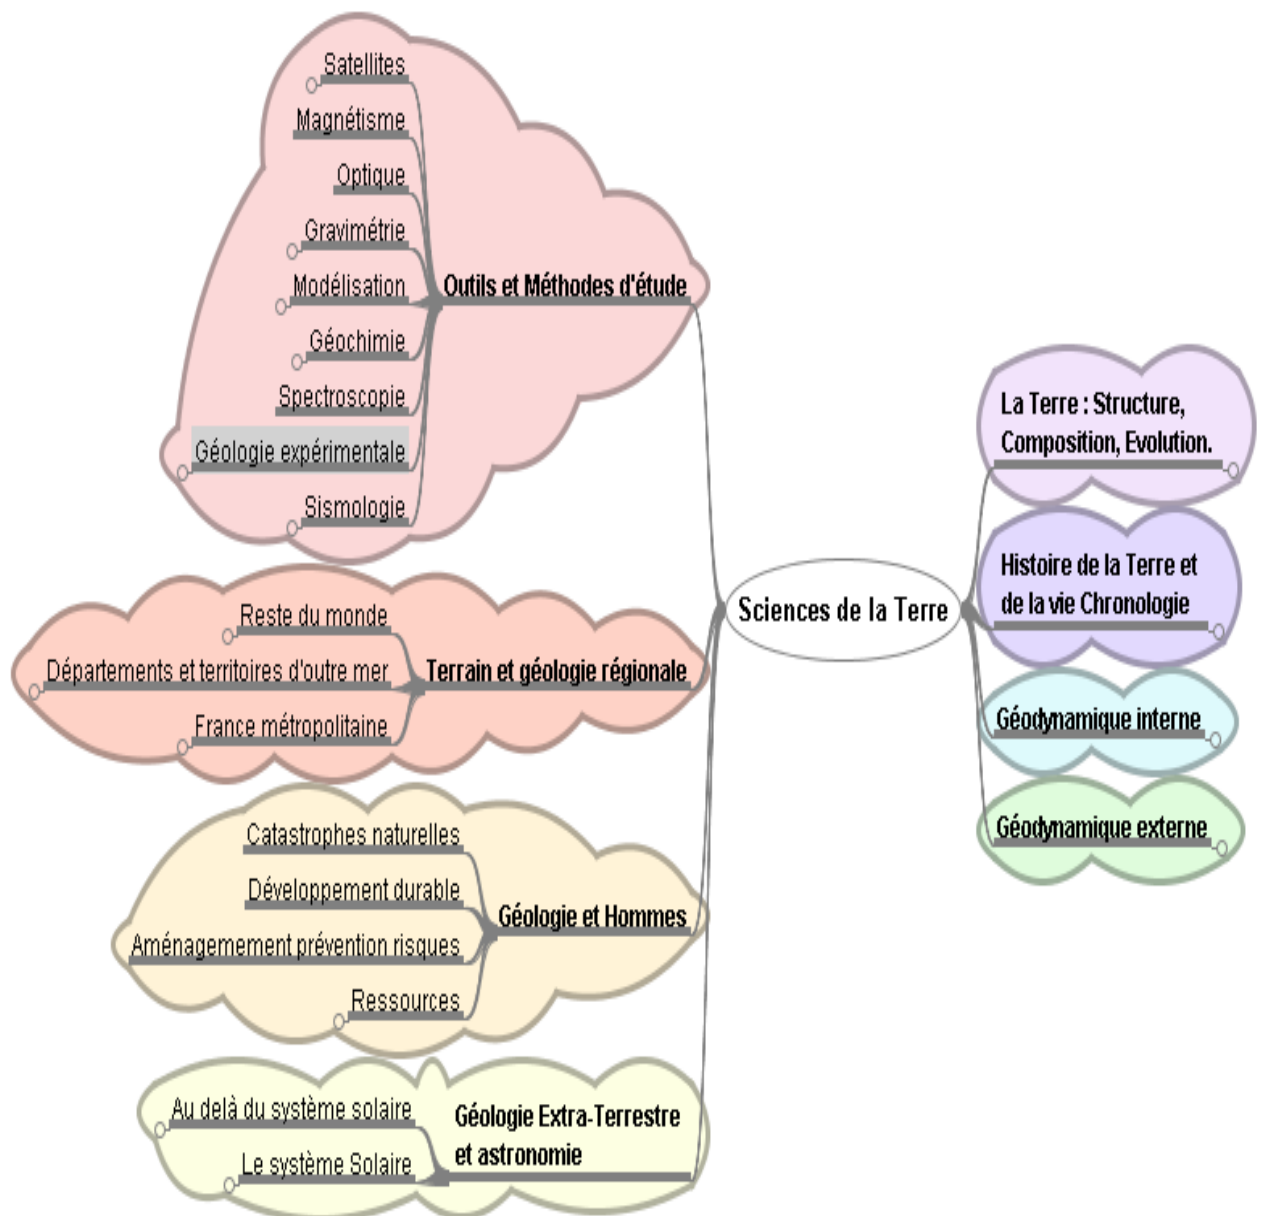 Satellites
Magnétisme
Optique
Gravimétrie
Modélisation
Géochimie
Spectroscopie
Géologie expérimentale
Sismologie
Outils et Méthodes d'étude
Reste du monde
Départements et territoires d'outre mer
France métropolitaine
Terrain et géologie régionale
Catastrophes naturelles
Développement durable
Aménagemement prévention risques
Ressources
Géologie et Hommes
Au delà du système solaire
Le système Solaire
Géologie Extra-Terrestre
et astronomie
Sciences de la Terre
La Terre : Structure,
Composition, Evolution.
Histoire de la Terre et
de la vie Chronologie
Géodynamique interne
Géodynamique externe